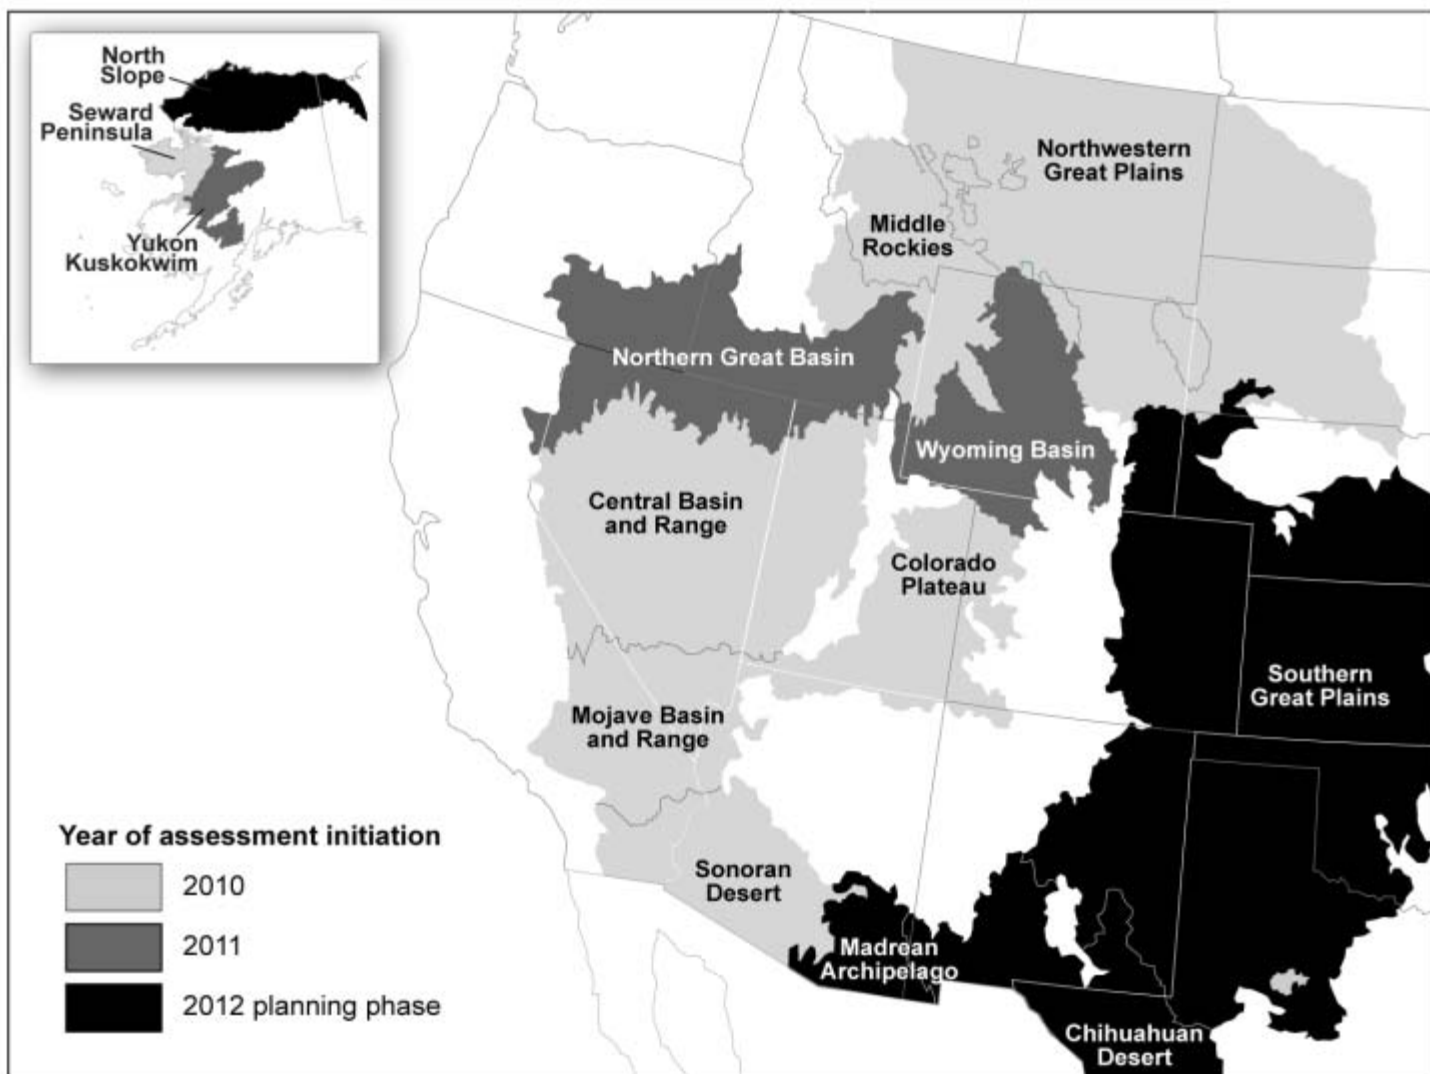 North
Slope
Seward
Peninsula
Yukon
Kuskokwim
Northwestern
Great Plains
Middle
Rockies
Northern Great Basin
Wyoming Basin
Central Basin
and Range
Colorado
Plateau
Southern
Great Plains
Mojave Basin
and Range
Sonoran
Desert
Madrean
Archipelago
Chihuahuan
Desert
Year of assessment initiation
2010
2011
2012 planning phase